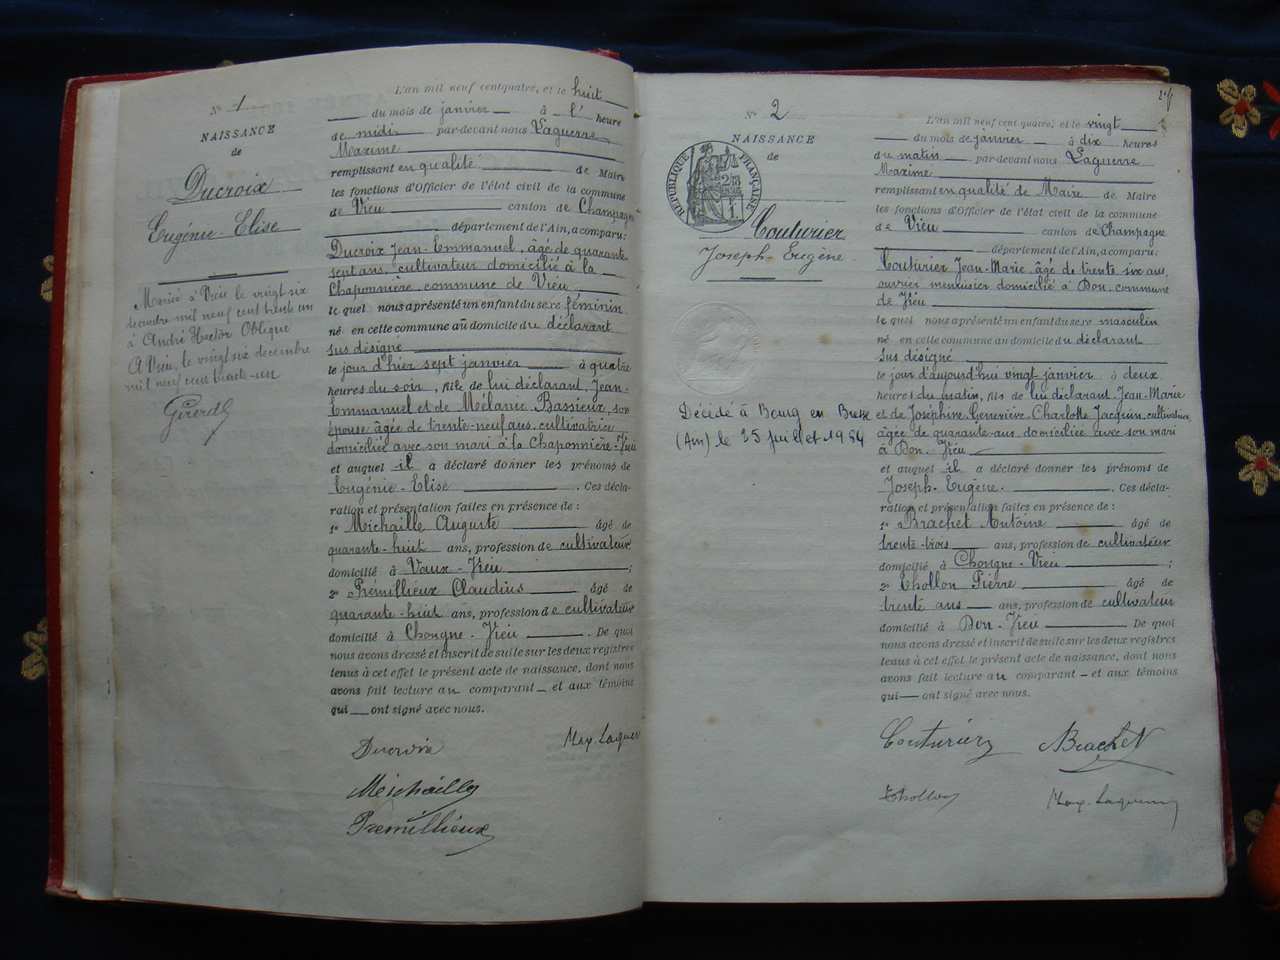 N° 1
NAISSANCE
de
Ducroix
Eugénie-Elise
Mariée à Vieu le vingt six
décembre mil neuf cent trente un
à André Hector Oblique
A Vieu, le vingt six décembre
mil neuf cent trente-un
L'an mil neuf cent quatre, et le huit
du mois de janvier à l' heure
de midi par-devant nous Laguerre
Maxime
remplissant en qualité de Maire
les fonctions d'Officier de l'état civil de la commune
de Vieu canton de Champagne
département de l'Ain, a comparu:
Ducroix Jean-Emmanuel, âgé de quarante-
sept ans, cultivateur domicilié à la
Chaponnière, commune de Vieu
lequel nous a présenté un enfant du sexe féminin
né en cette commune au domicile du déclarant
sus désigné
le jour d'hier sept janvier à quatre
heures du soir, fille de lui déclarant, Jean-
Emmanuel et de Mélanie Bassieux, son
épouse âgée de trente-neuf ans, cultivatrice
domiciliée avec son mari à la Chaponnière-Vieu
et auquel il a déclaré donner les prénoms de
Eugénie-Elise. Ces décla-
ration et présentation faites en présence de:
1° Michaille Auguste âgé de
quarante-huit ans, profession de cultivateur
domicilié à Vaux-Vieu;
2° Prémillieux Claudius âgé de
quarante-huit ans, profession de cultivateur
domicilié à Chongne-Vieu. De quoi
nous avons dressé et inscrit de suite sur les deux registres
tenus à cet effet le présent acte de naissance, dont nous
avons fait lecture au comparant et aux témoins
qui ont signé avec nous.
Ducroix Max. Laguer
Michaille
Premillieux
N° 2
NAISSANCE
de
RÉPUBLIQUE FRANÇAISE
Couturier
Joseph-Eugène
Décédé à Bourg en Bresse
(Ain) le 25 juillet 1964
L'an mil neuf cent quatre, et le vingt
du mois de janvier à dix heures
du matin par-devant nous Laguerre
Maxime
remplissant en qualité de Maire de Maire
les fonctions d'Officier de l'état civil de la commune
de Vieu canton de Champagne
département de l'Ain, a comparu:
Couturier Jean-Marie âgé de trente six ans,
ouvrier menuisier domicilié à Don, commune
de Vieu
lequel nous a présenté un enfant du sexe masculin
né en cette commune au domicile du déclarant
sus désigné
le jour d'aujourd'hui vingt janvier à deux
heures du matin, fils de lui déclarant Jean-Marie
et de Joséphine Geneviève Charlotte Jacquin, cultivatrice
âgée de quarante-ans domiciliée avec son mari
à Don-Vieu
et auquel il a déclaré donner les prénoms de
Joseph-Eugène. Ces décla-
ration et présentation faites en présence de:
1° Brachet Antoine âgé de
trente-trois ans, profession de cultivateur
domicilié à Chongne-Vieu;
2° Chollon Pierre âgé de
trente ans ans, profession de cultivateur
domicilié à Don-Vieu. De quoi
nous avons dressé et inscrit de suite sur les deux registres
tenus à cet effet le présent acte de naissance, dont nous
avons fait lecture au comparant et aux témoins
qui ont signé avec nous.
Couturier Brachet
Chollon Max. Laguerre